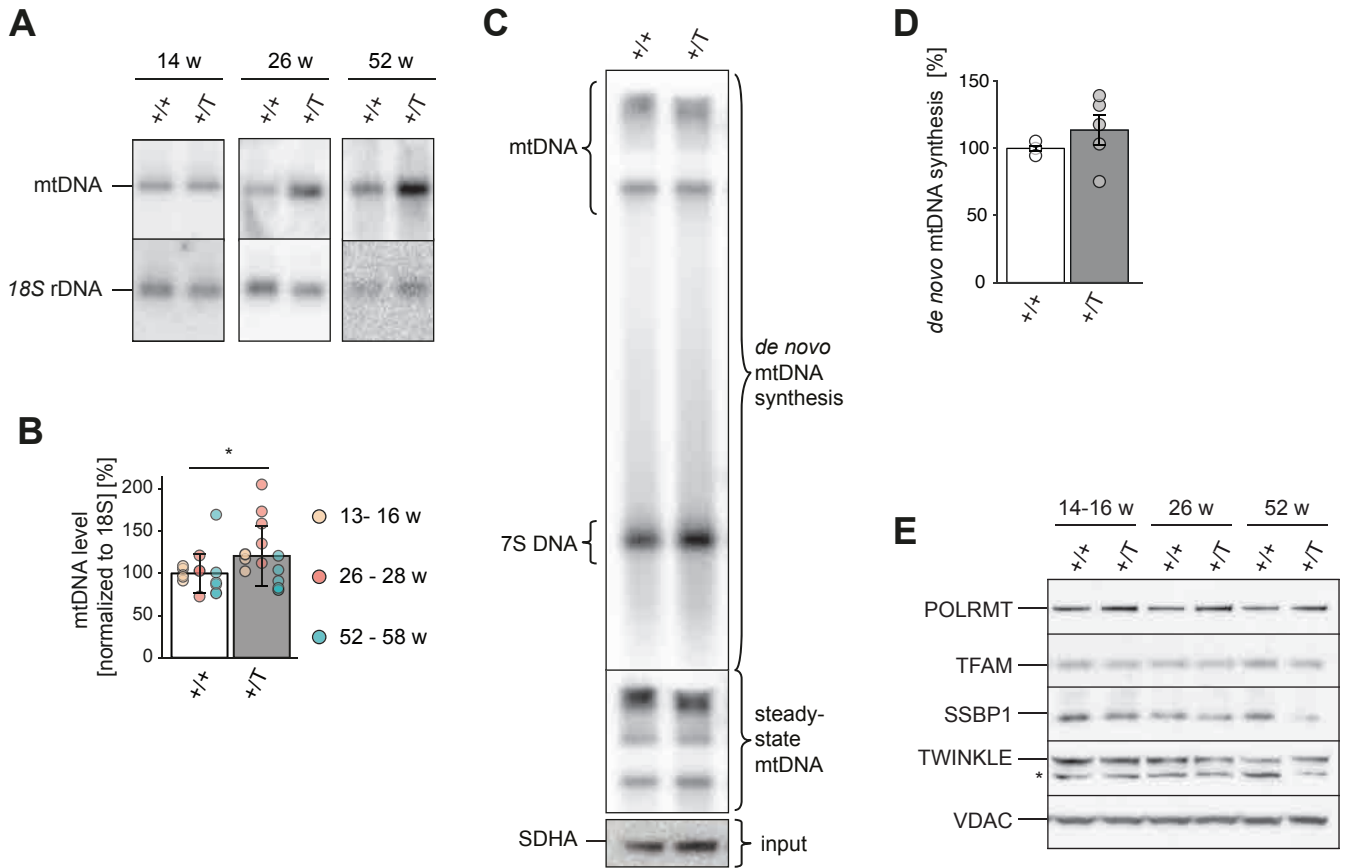 A
14 w 26 w 52 w
+/+ +/T +/+ +/T +/+ +/T
mtDNA
18S rDNA
B
mtDNA level
[normalized to 18S] [%]
200
150
100
50
0
*
+/+ +/T
13- 16 w
26 - 28 w
52 - 58 w
C
+/+ +/T
mtDNA
7S DNA
de novo
mtDNA
synthesis
steady-
state
mtDNA
SDHA
input
D
de novo mtDNA synthesis [%]
150
100
50
0
+/+ +/T
E
14-16 w 26 w 52 w
+/+ +/T +/+ +/T +/+ +/T
POLRMT
TFAM
SSBP1
TWINKLE
*
VDAC